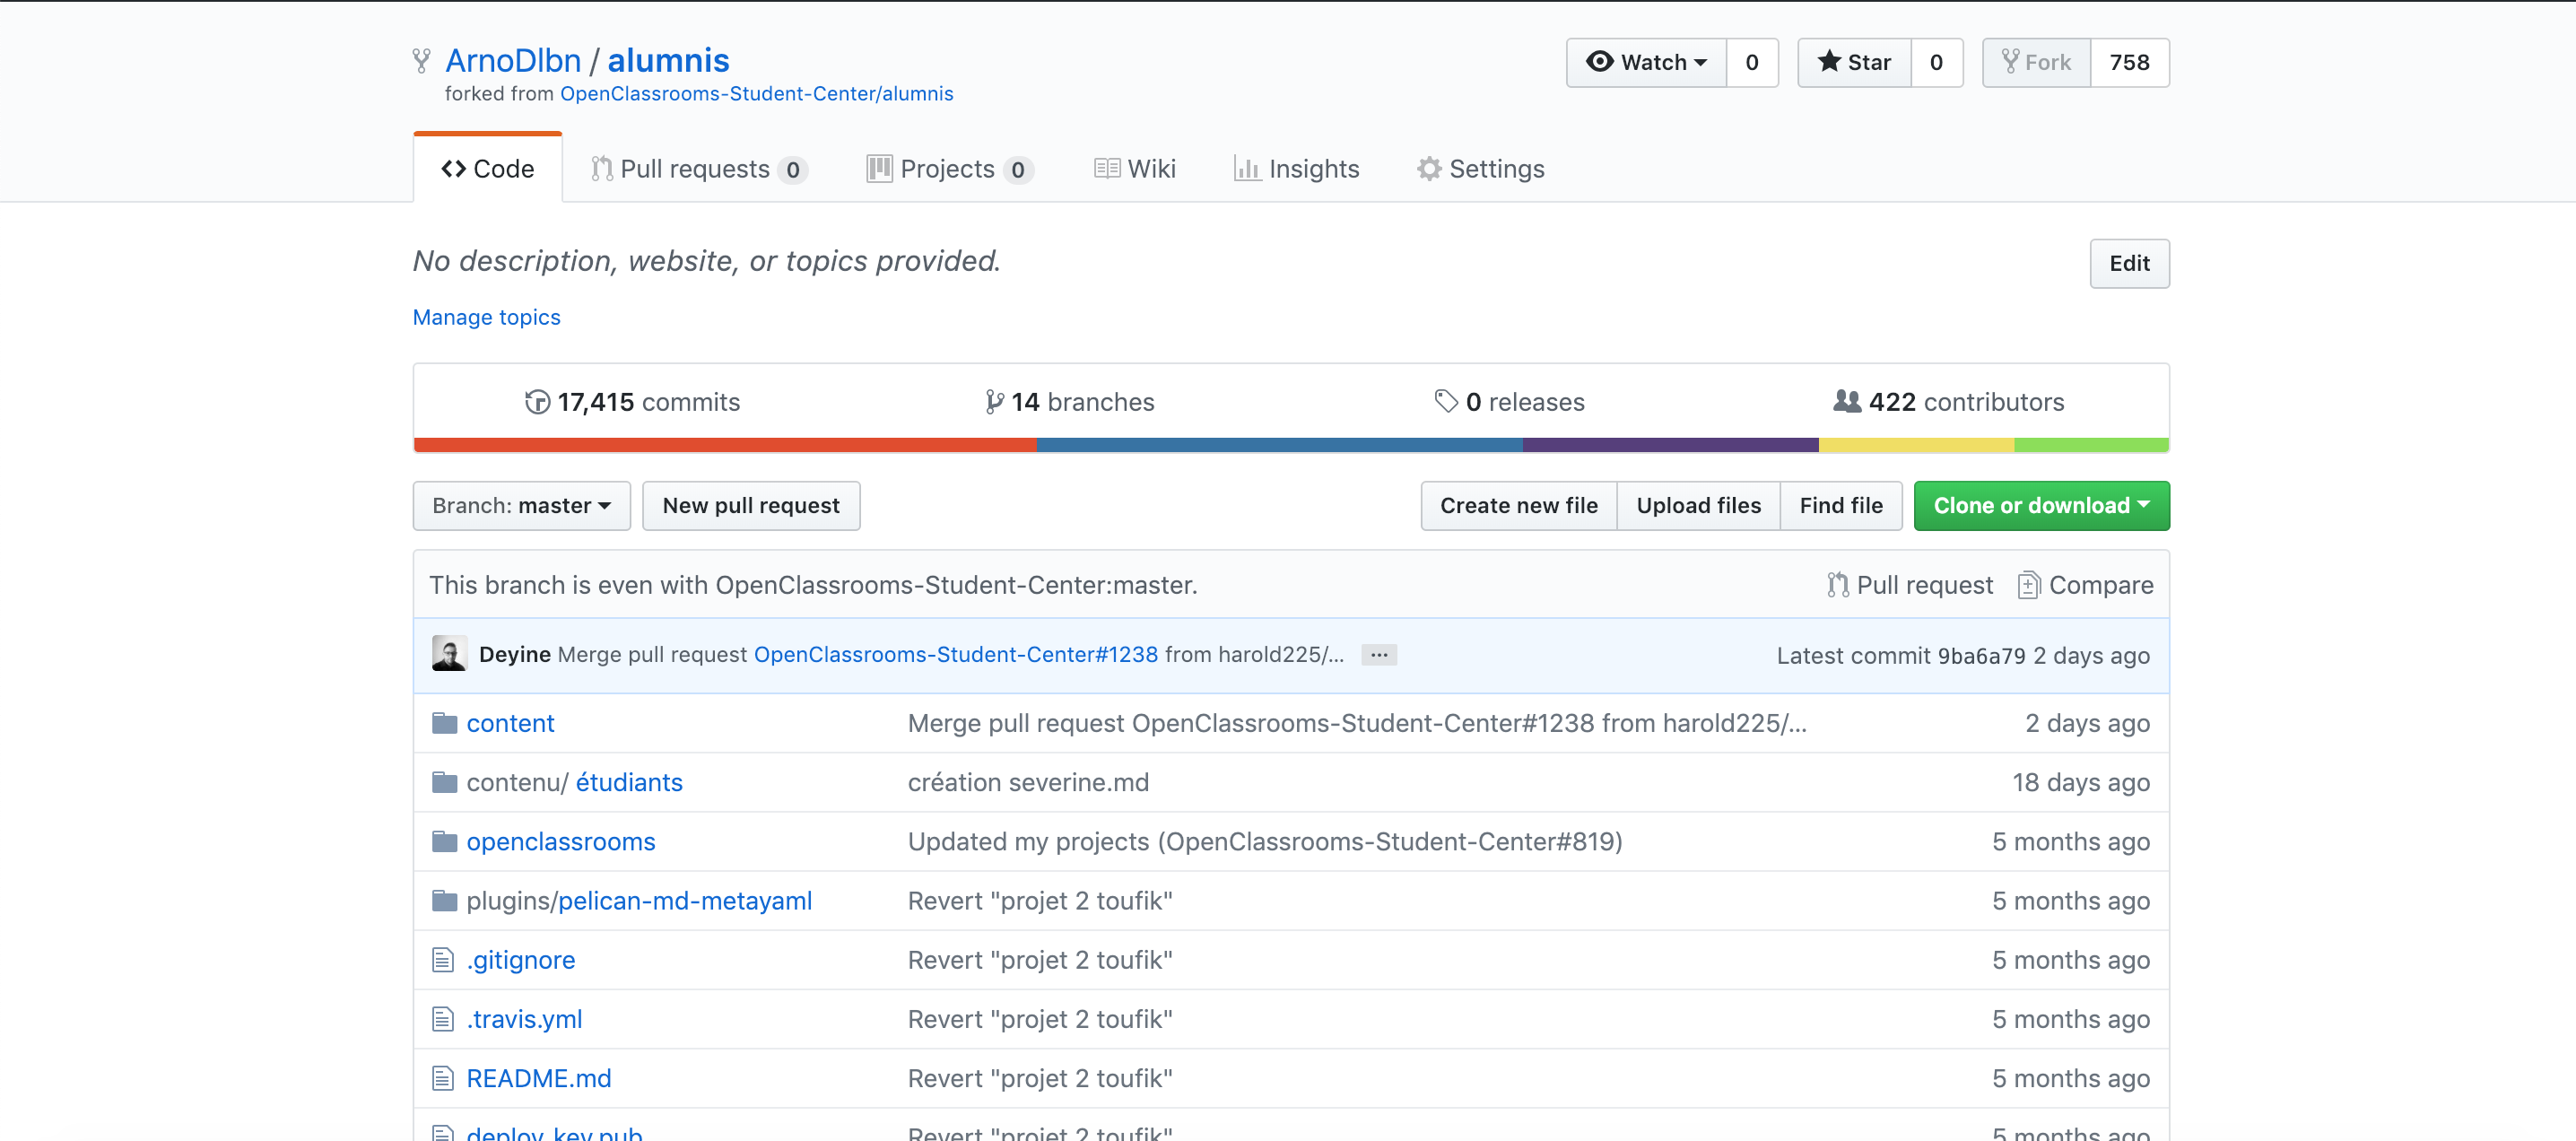 ArnoDlbn / alumnis
Watch 0 Star 0 Fork 758
forked from OpenClassrooms-Student-Center/alumnis
Code Pull requests 0 Projects 0 Wiki Insights Settings
No description, website, or topics provided.
Edit
Manage topics
17,415 commits 14 branches 0 releases 422 contributors
Branch: master New pull request Create new file Upload files Find file Clone or download
This branch is even with OpenClassrooms-Student-Center:master. Pull request Compare
Deyine Merge pull request OpenClassrooms-Student-Center#1238 from harold225/... ... Latest commit 9ba6a79 2 days ago
content Merge pull request OpenClassrooms-Student-Center#1238 from harold225/... 2 days ago
contenu/ étudiants création severine.md 18 days ago
openclassrooms Updated my projects (OpenClassrooms-Student-Center#819) 5 months ago
plugins/pelican-md-metayaml Revert "projet 2 toufik" 5 months ago
.gitignore Revert "projet 2 toufik" 5 months ago
.travis.yml Revert "projet 2 toufik" 5 months ago
README.md Revert "projet 2 toufik" 5 months ago
deploy_key.pub Revert "projet 2 toufik" 5 months ago